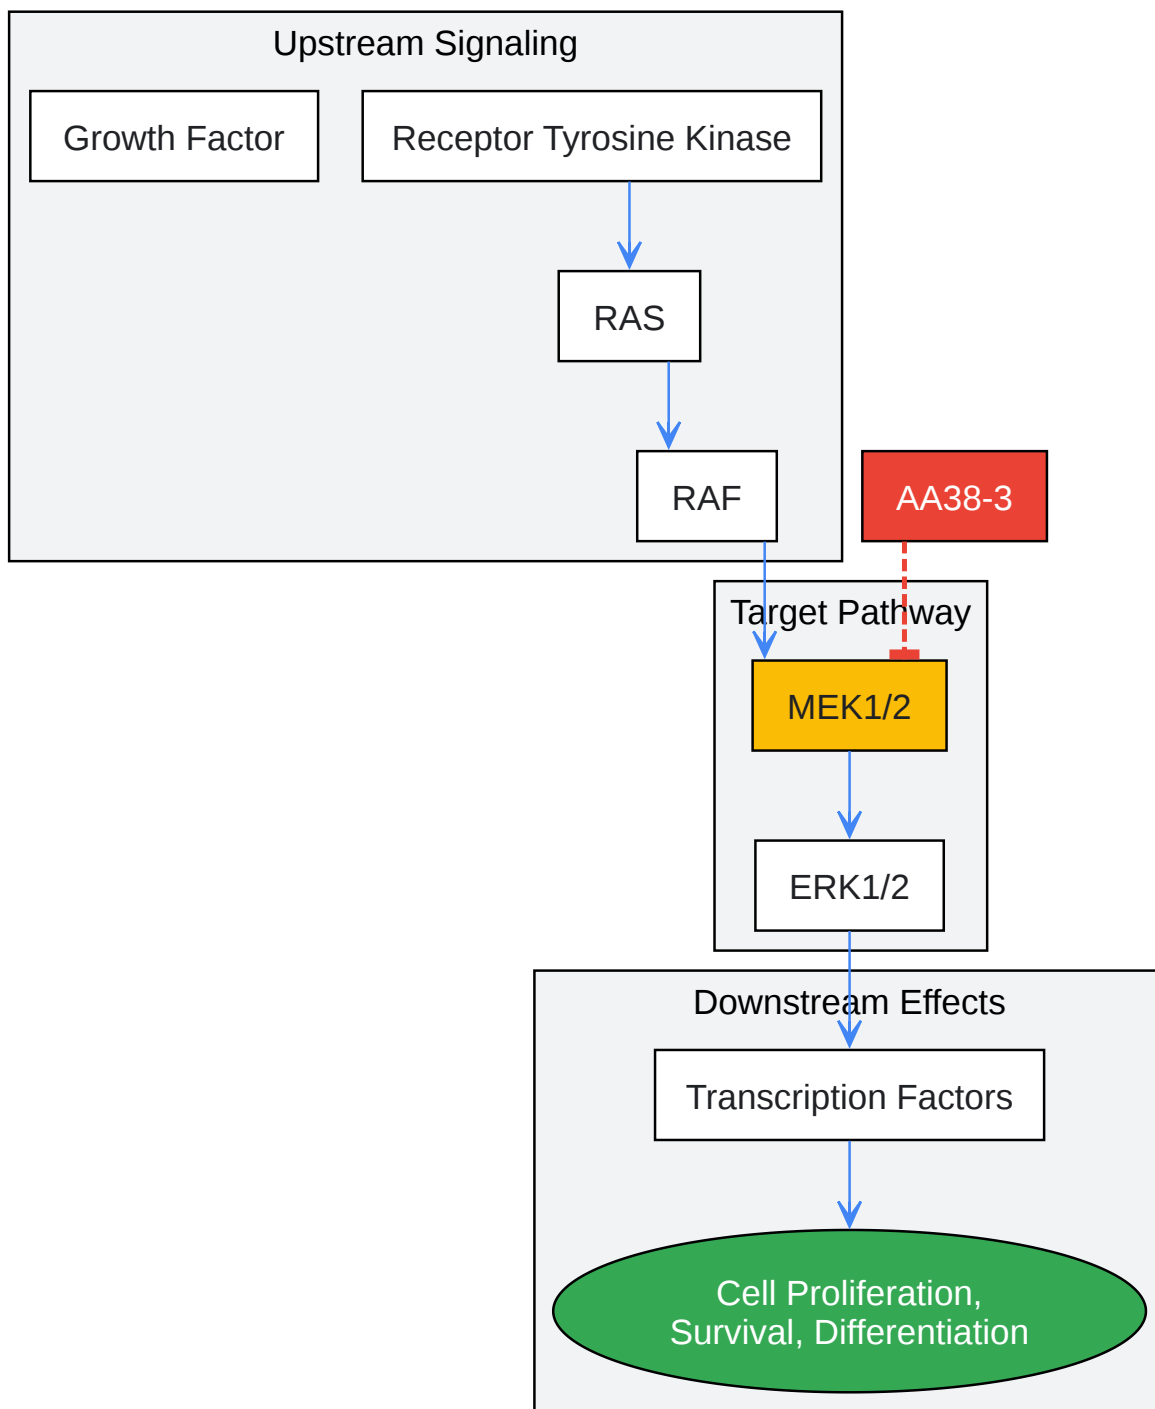 Upstream Signaling
Growth Factor
Receptor Tyrosine Kinase
RAS
RAF
AA38-3
Target Pathway
MEK1/2
ERK1/2
Downstream Effects
Transcription Factors
Cell Proliferation,
Survival, Differentiation